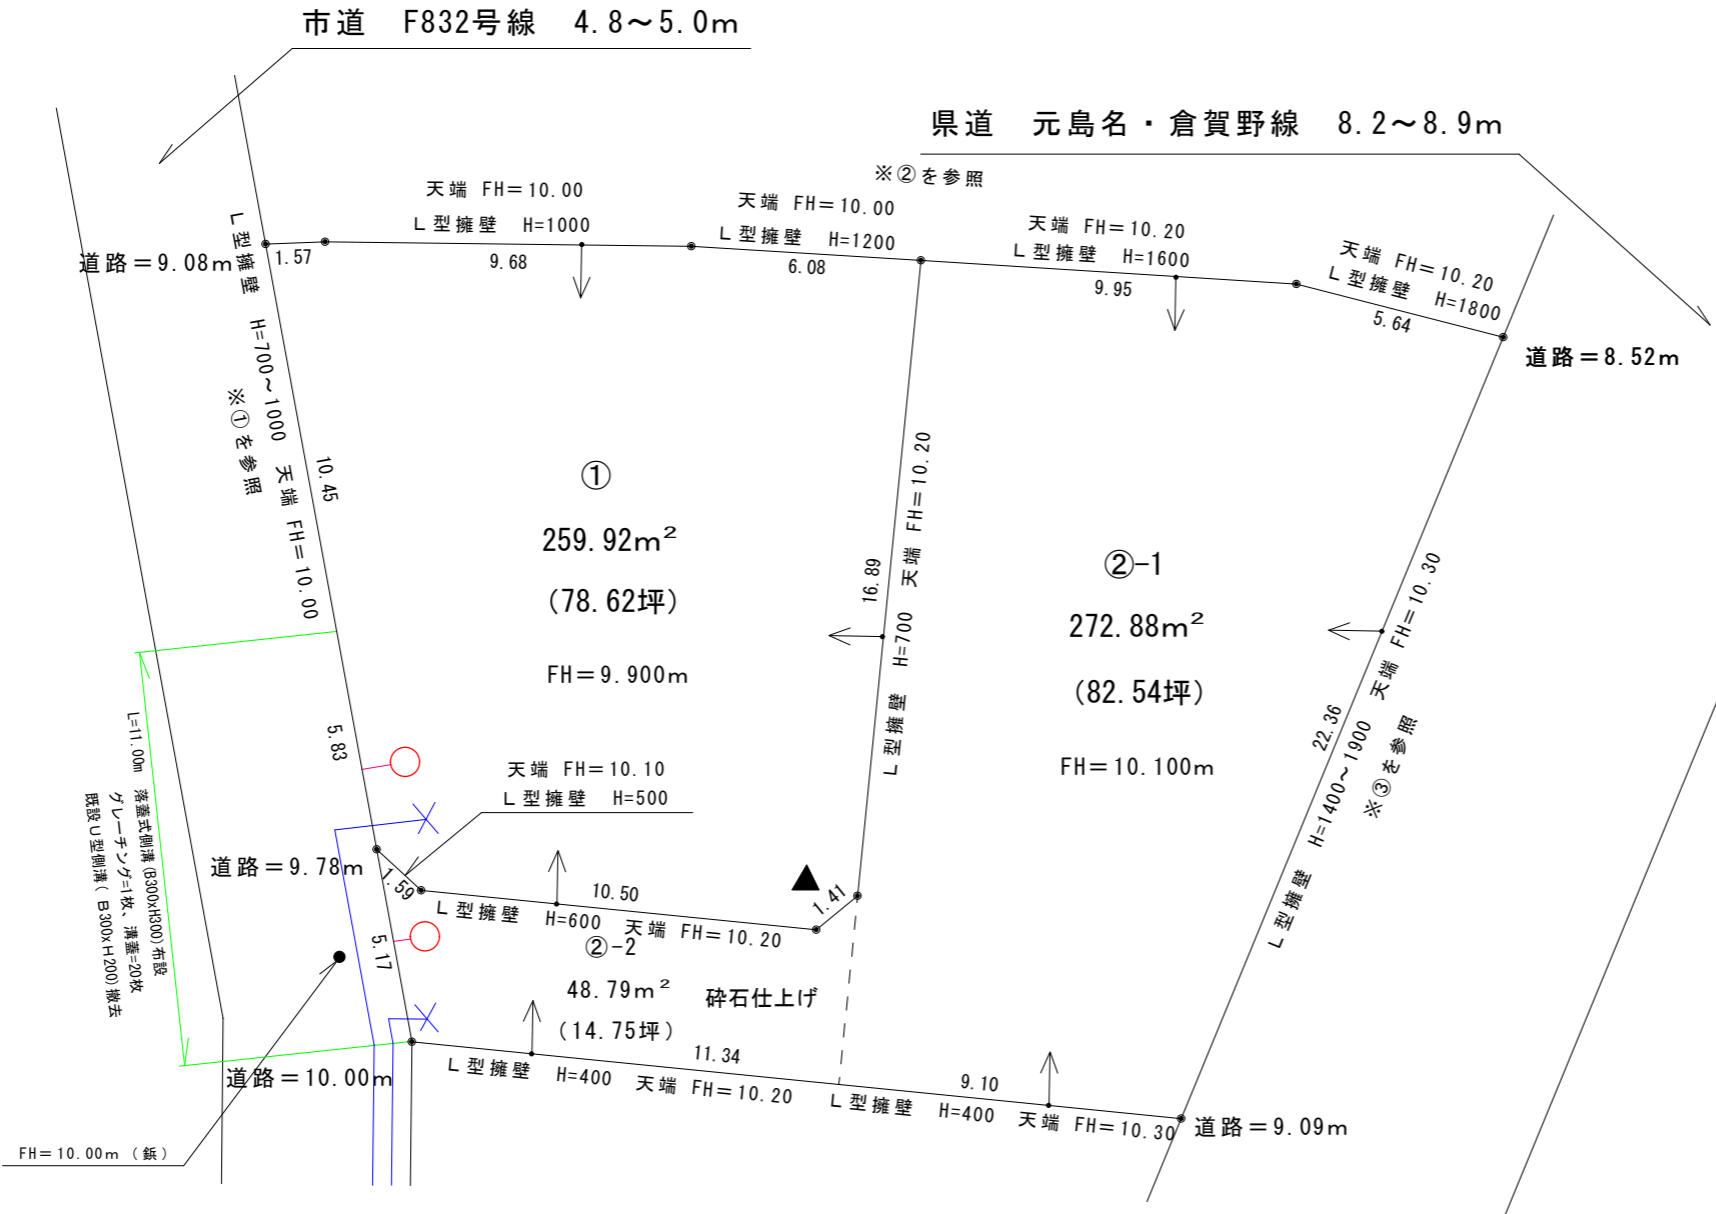 市道　F832号線　4.8～5.0m
県道　元島名・倉賀野線　8.2～8.9m
※②を参照
天端 FH＝10.00
L型擁壁 H=1000
天端 FH＝10.00
L型擁壁 H=1200
天端 FH＝10.20
L型擁壁 H=1600
天端 FH＝10.20
L型擁壁 H=1800
道路＝9.08m
1.57
9.68
6.08
9.95
5.64
道路＝8.52m
L型擁壁 H=700～1000 天端 FH＝10.00
※①を参照
10.45
①
259.92m²
(78.62坪)
FH＝9.900m
16.89
L型擁壁 H=700 天端 FH＝10.20
②-1
272.88m²
(82.54坪)
FH＝10.100m
22.36
L型擁壁 H=1400～1900 天端 FH＝10.30
※③を参照
5.83
L=11.00m 落蓋式側溝(B300xH300)布設
グレーチング=1枚、溝蓋=20枚
既設U型側溝(B300xH200)撤去
天端 FH＝10.10
L型擁壁 H=500
道路＝9.78m
1.59
10.50
1.41
L型擁壁 H=600 天端 FH＝10.20
5.17
②-2
48.79m²
(14.75坪)
砕石仕上げ
道路＝10.00m
11.34
L型擁壁 H=400 天端 FH＝10.20
9.10
L型擁壁 H=400 天端 FH＝10.30
道路＝9.09m
FH＝10.00m（鋲）